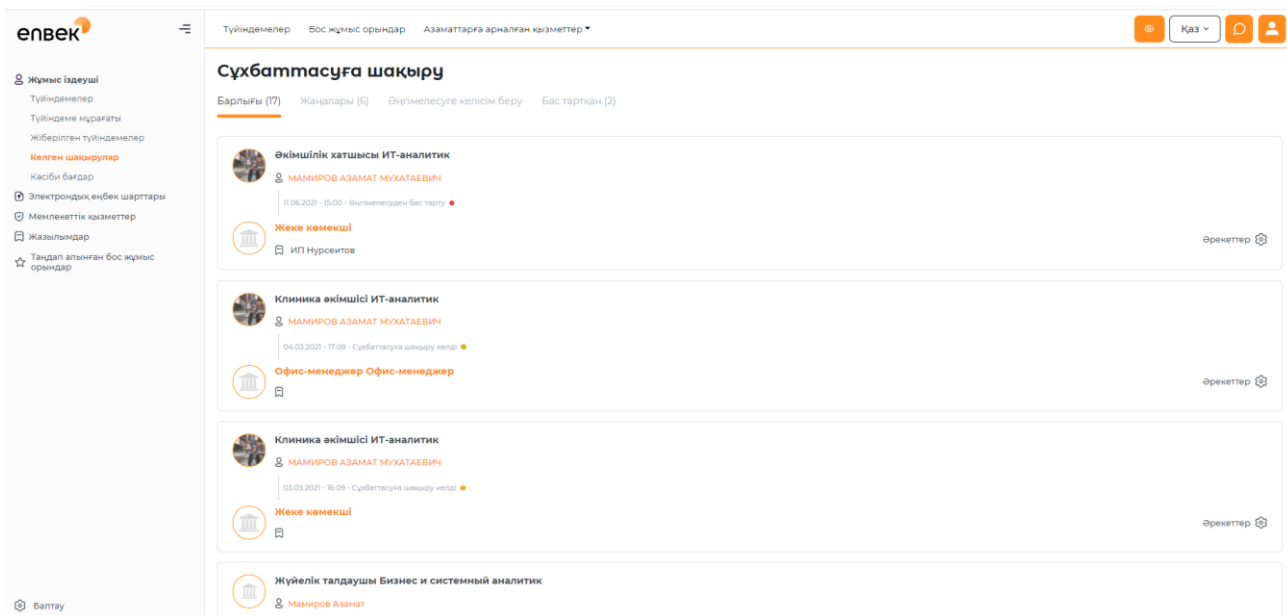 enbek
Түйіндемелер Бос жұмыс орындар Азаматтарға арналған қызметтер
Қаз
Жұмыс іздеуші
Түйіндемелер
Түйіндеме мұрағаты
Жіберілген түйіндемелер
Келген шақырулар
Кәсіби бағдар
Электрондық еңбек шарттары
Мемлекеттік қызметтер
Жазылымдар
Таңдап алынған бос жұмыс
орындар
Баптау
Сұхбаттасуға шақыру
Барлығы (17) Жаңалары (6) Әңгімелесуге келісім беру Бас тартқан (2)
Әкімшілік хатшысы ИТ-аналитик
МАМИРОВ АЗАМАТ МУХАТАЕВИЧ
11.06.2021 - 15:00 - Әңгімелесуден бас тарту
Жеке көмекші
ИП Нурсеитов
Әрекеттер
Клиника әкімшісі ИТ-аналитик
МАМИРОВ АЗАМАТ МУХАТАЕВИЧ
04.03.2021 - 17:09 - Сұхбаттасуға шақыру келді
Офис-менеджер Офис-менеджер
Әрекеттер
Клиника әкімшісі ИТ-аналитик
МАМИРОВ АЗАМАТ МУХАТАЕВИЧ
03.03.2021 - 16:09 - Сұхбаттасуға шақыру келді
Жеке көмекші
Әрекеттер
Жүйелік талдаушы Бизнес и системный аналитик
Мамиров Азамат